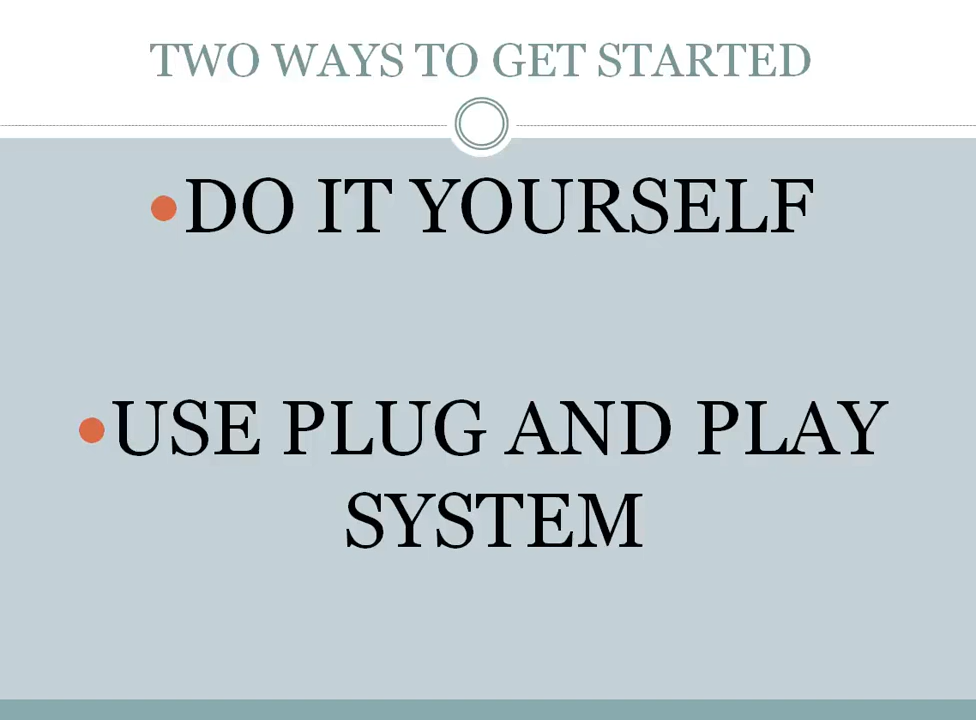 TWO WAYS TO GET STARTED
DO IT YOURSELF
USE PLUG AND PLAY
SYSTEM